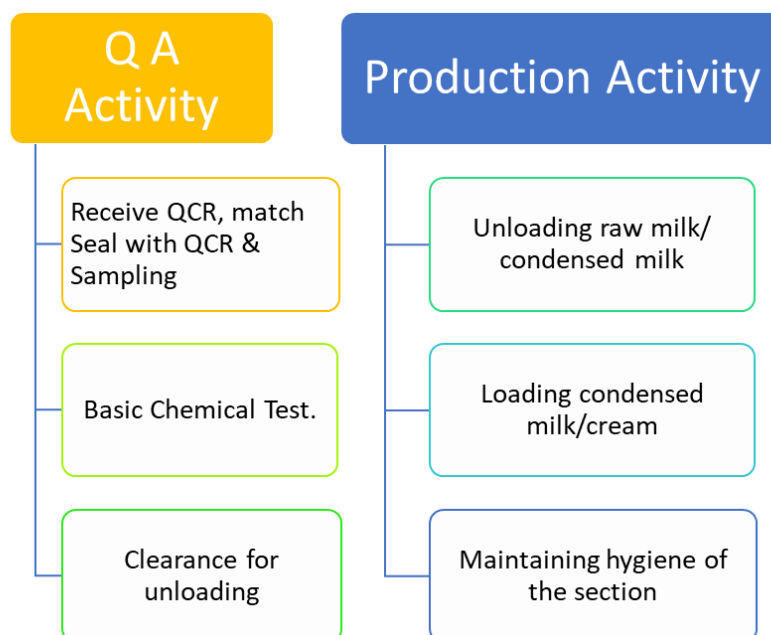 Q A
Activity
Receive QCR, match
Seal with QCR &
Sampling
Basic Chemical Test.
Clearance for
unloading
Production Activity
Unloading raw milk/
condensed milk
Loading condensed
milk/cream
Maintaining hygiene of
the section